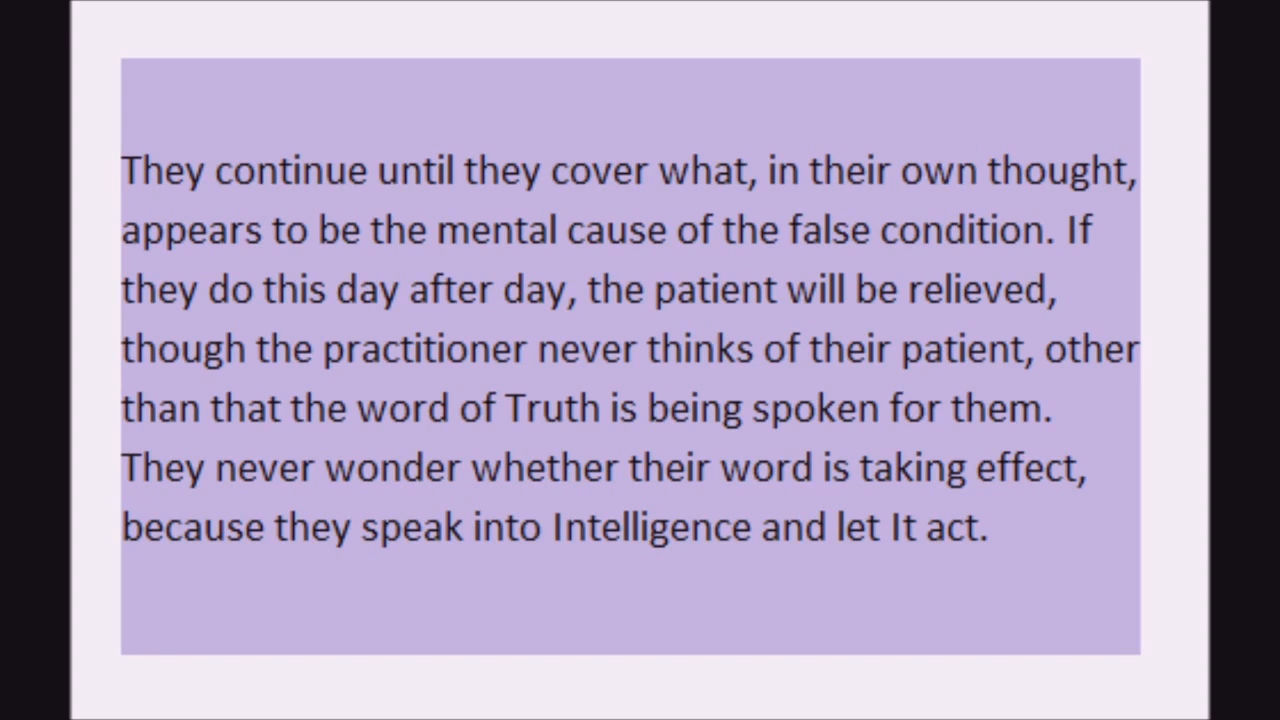 They continue until they cover what, in their own thought,
appears to be the mental cause of the false condition. If
they do this day after day, the patient will be relieved,
though the practitioner never thinks of their patient, other
than that the word of Truth is being spoken for them.
They never wonder whether their word is taking effect,
because they speak into Intelligence and let It act.